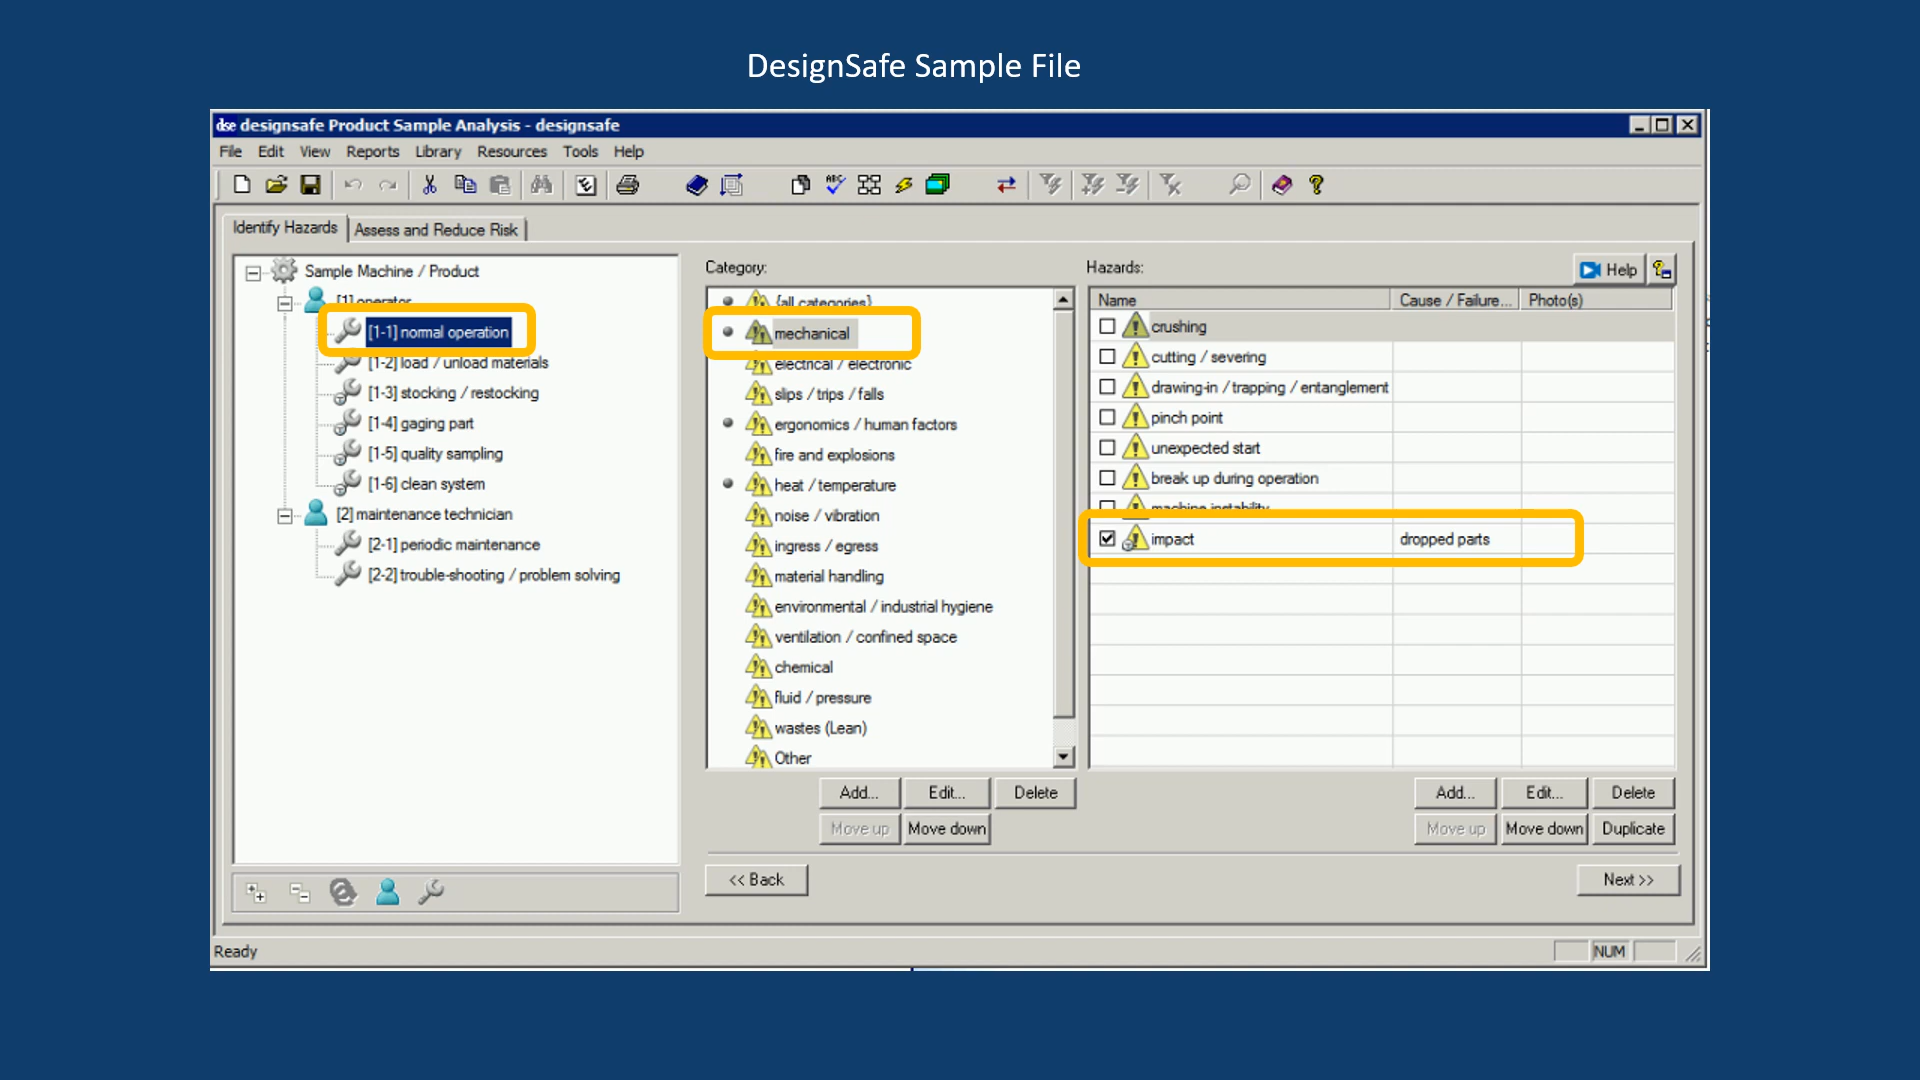 DesignSafe Sample File
dse designsafe Product Sample Analysis - designsafe
File Edit View Reports Library Resources Tools Help
Identify Hazards Assess and Reduce Risk
Sample Machine / Product
[1] operator
[1-1] normal operation
[1-2] load / unload materials
[1-3] stocking / restocking
[1-4] gaging part
[1-5] quality sampling
[1-6] clean system
[2] maintenance technician
[2-1] periodic maintenance
[2-2] trouble-shooting / problem solving
Category:
{all categories}
mechanical
electrical / electronic
slips / trips / falls
ergonomics / human factors
fire and explosions
heat / temperature
noise / vibration
ingress / egress
material handling
environmental / industrial hygiene
ventilation / confined space
chemical
fluid / pressure
wastes (Lean)
Other
Add... Edit... Delete
Move up Move down
<< Back
Hazards:
Help
Name Cause / Failure... Photo(s)
crushing
cutting / severing
drawing-in / trapping / entanglement
pinch point
unexpected start
break up during operation
machine instability
impact dropped parts
Add... Edit... Delete
Move up Move down Duplicate
Next >>
Ready
NUM